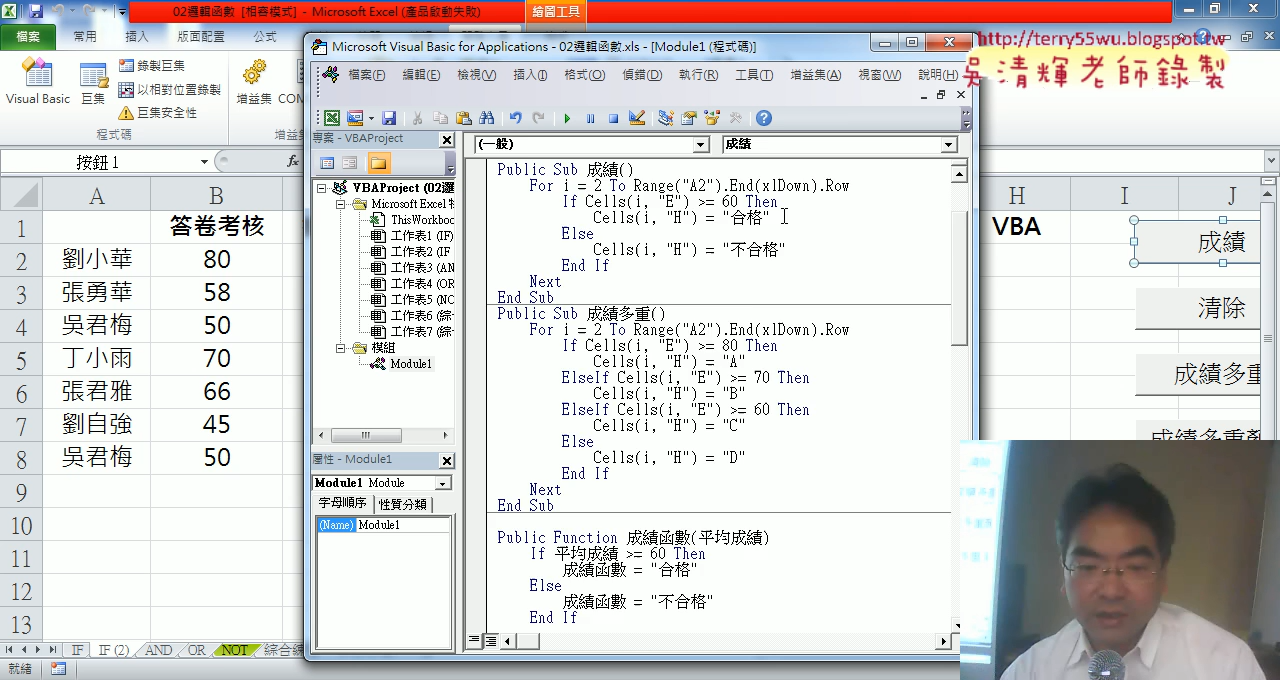 02邏輯函數 [相容模式] - Microsoft Excel (產品啟動失敗)
繪圖工具
檔案
常用
插入
版面配置
公式
http://terry55wu.blogspot.tw
吳清輝老師錄製
Visual Basic
巨集
錄製巨集
以相對位置錄製
巨集安全性
程式碼
增益集
COM
增益
按鈕 1
fx
Microsoft Visual Basic for Applications - 02邏輯函數.xls - [Module1 (程式碼)]
檔案(F) 編輯(E) 檢視(V) 插入(I) 格式(O) 偵錯(D) 執行(R) 工具(T) 增益集(A) 視窗(W) 說明(H)
專案 - VBAProject
VBAProject (02邏
Microsoft Excel 物
ThisWorkboo
工作表1 (IF)
工作表2 (IF
工作表3 (AN
工作表4 (OR
工作表5 (NO
工作表6 (綜
工作表7 (綜
模組
Module1
屬性 - Module1
Module1 Module
字母順序 性質分類
(Name) Module1
(一般)
成績
Public Sub 成績()
For i = 2 To Range("A2").End(xlDown).Row
If Cells(i, "E") >= 60 Then
Cells(i, "H") = "合格"
Else
Cells(i, "H") = "不合格"
End If
Next
End Sub
Public Sub 成績多重()
For i = 2 To Range("A2").End(xlDown).Row
If Cells(i, "E") >= 80 Then
Cells(i, "H") = "A"
ElseIf Cells(i, "E") >= 70 Then
Cells(i, "H") = "B"
ElseIf Cells(i, "E") >= 60 Then
Cells(i, "H") = "C"
Else
Cells(i, "H") = "D"
End If
Next
End Sub
Public Function 成績函數(平均成績)
If 平均成績 >= 60 Then
成績函數 = "合格"
Else
成績函數 = "不合格"
End If
A B H I J
1 答卷考核 VBA
2 劉小華 80
3 張勇華 58
4 吳君梅 50
5 丁小雨 70
6 張君雅 66
7 劉自強 45
8 吳君梅 50
9
10
11
12
13
成績
清除
成績多重
IF IF (2) AND OR NOT 綜合練
就緒